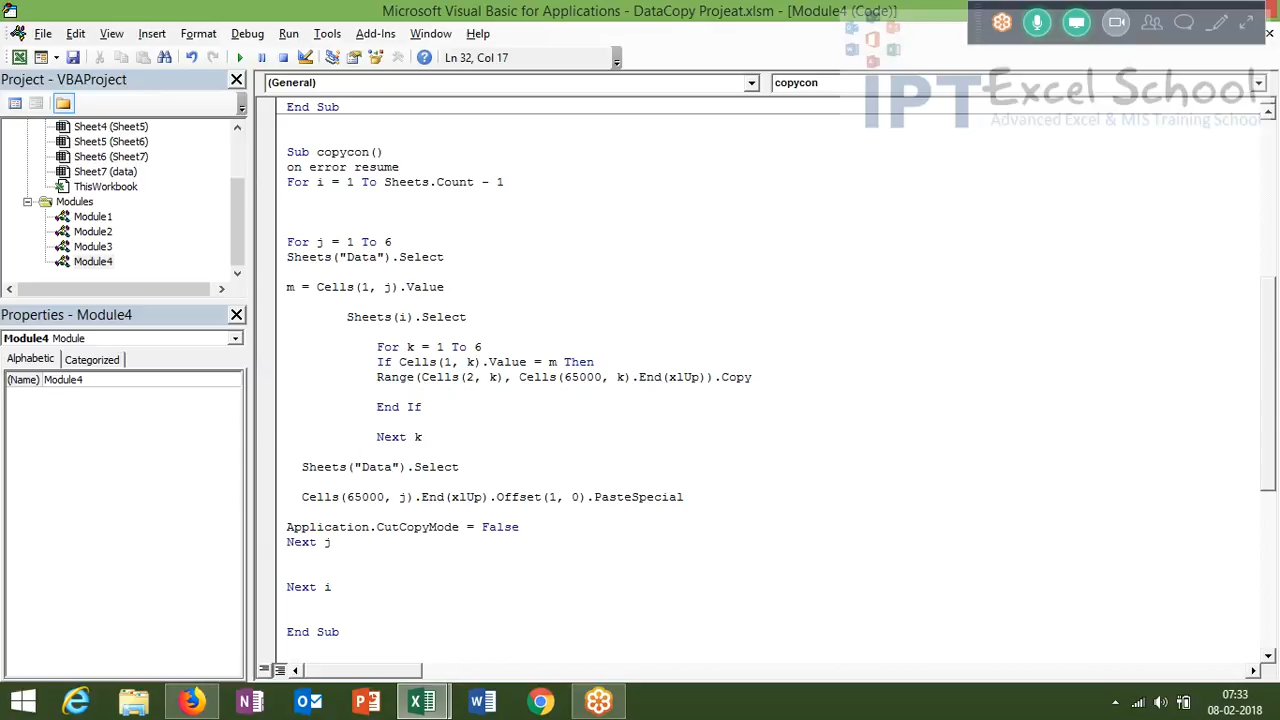 Microsoft Visual Basic for Applications - DataCopy Projeat.xlsm - [Module4 (Code)]
File Edit View Insert Format Debug Run Tools Add-Ins Window Help
Ln 32, Col 17
IPT Excel School
Advanced Excel & MIS Training School
Project - VBAProject
(General)
copycon
Sheet4 (Sheet5)
Sheet5 (Sheet6)
Sheet6 (Sheet7)
Sheet7 (data)
ThisWorkbook
Modules
Module1
Module2
Module3
Module4
Properties - Module4
Module4 Module
Alphabetic Categorized
(Name) Module4
End Sub
Sub copycon()
on error resume
For i = 1 To Sheets.Count - 1
For j = 1 To 6
Sheets("Data").Select
m = Cells(1, j).Value
Sheets(i).Select
For k = 1 To 6
If Cells(1, k).Value = m Then
Range(Cells(2, k), Cells(65000, k).End(xlUp)).Copy
End If
Next k
Sheets("Data").Select
Cells(65000, j).End(xlUp).Offset(1, 0).PasteSpecial
Application.CutCopyMode = False
Next j
Next i
End Sub
07:33
08-02-2018